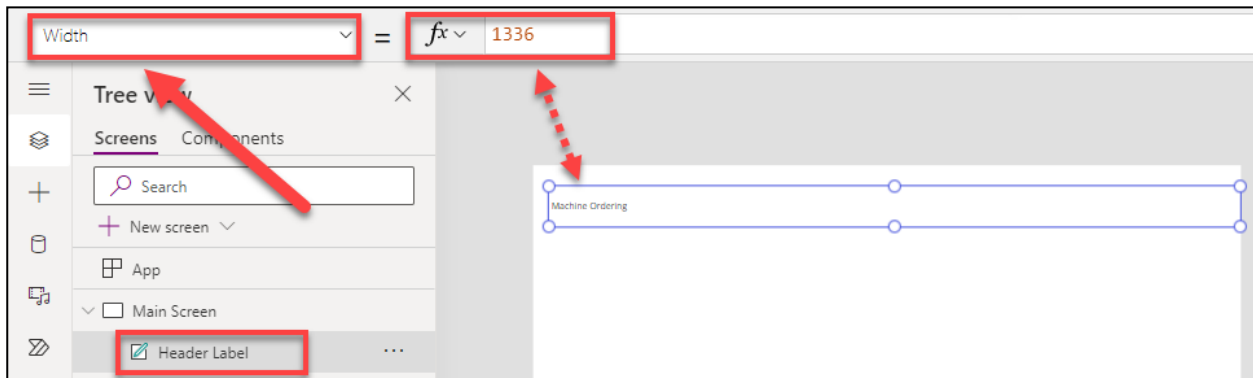 Width = fx 1336
Tree view
Screens Components
Search
New screen
App
Main Screen
Header Label ...
Machine Ordering